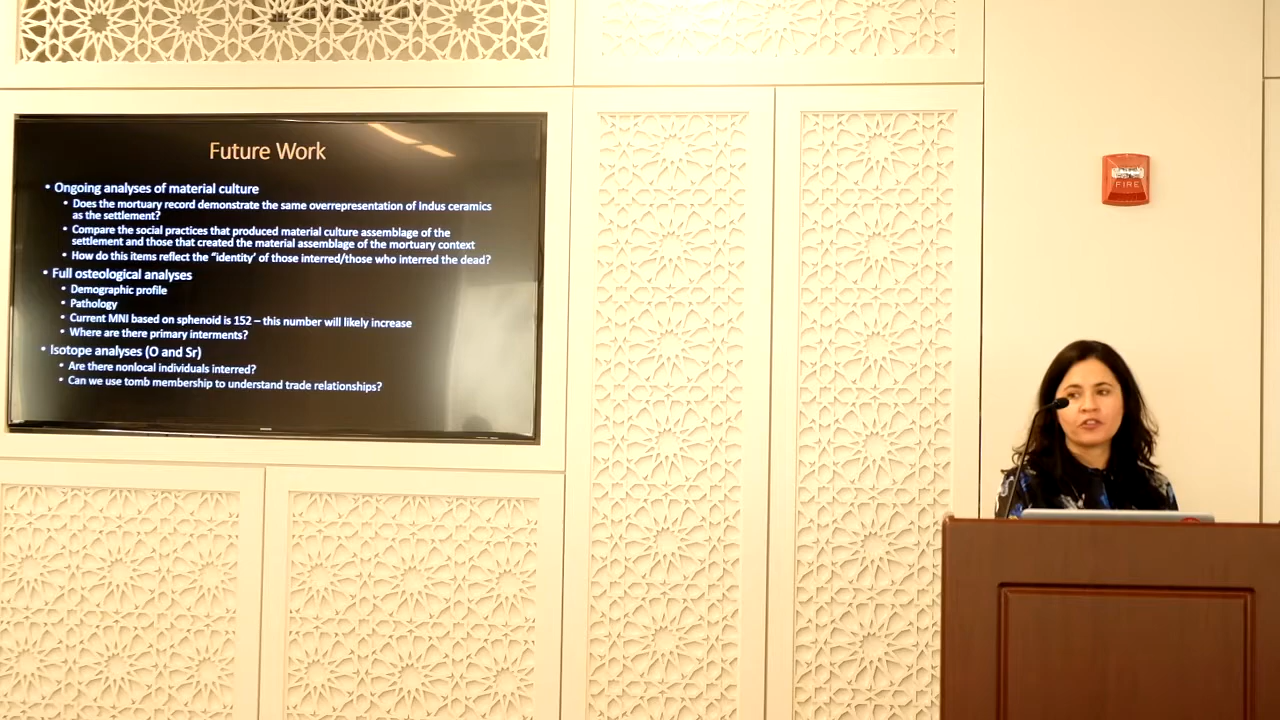 Future Work
• Ongoing analyses of material culture
• Does the mortuary record demonstrate the same overrepresentation of Indus ceramics
as the settlement?
• Compare the social practices that produced material culture assemblage of the
settlement and those that created the material assemblage of the mortuary context
• How do this items reflect the "identity' of those interred/those who interred the dead?
• Full osteological analyses
• Demographic profile
• Pathology
• Current MNI based on sphenoid is 152 – this number will likely increase
• Where are there primary interments?
• Isotope analyses (O and Sr)
• Are there nonlocal individuals interred?
• Can we use tomb membership to understand trade relationships?
FIRE